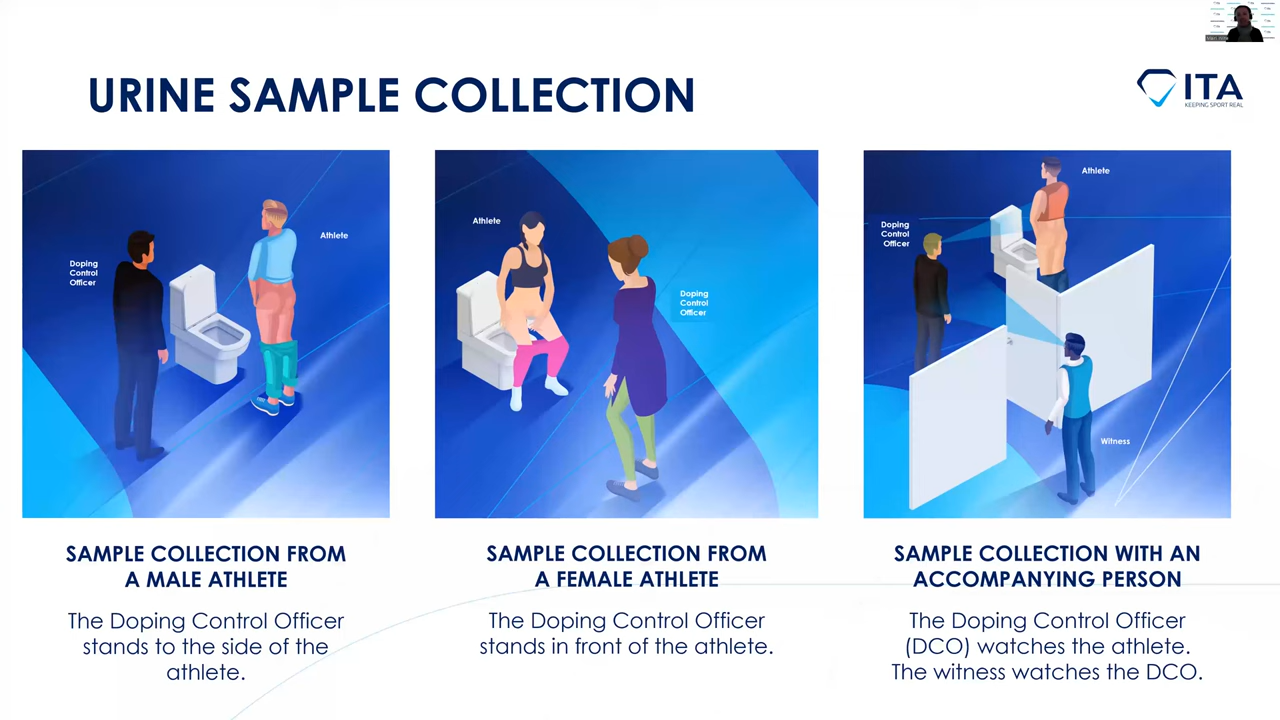 URINE SAMPLE COLLECTION
ITA
KEEPING SPORT REAL
Doping
Control
Officer
Athlete
SAMPLE COLLECTION FROM
A MALE ATHLETE
The Doping Control Officer
stands to the side of the
athlete.
Athlete
Doping
Control
Officer
SAMPLE COLLECTION FROM
A FEMALE ATHLETE
The Doping Control Officer
stands in front of the athlete.
Athlete
Doping
Control
Officer
Witness
SAMPLE COLLECTION WITH AN
ACCOMPANYING PERSON
The Doping Control Officer
(DCO) watches the athlete.
The witness watches the DCO.